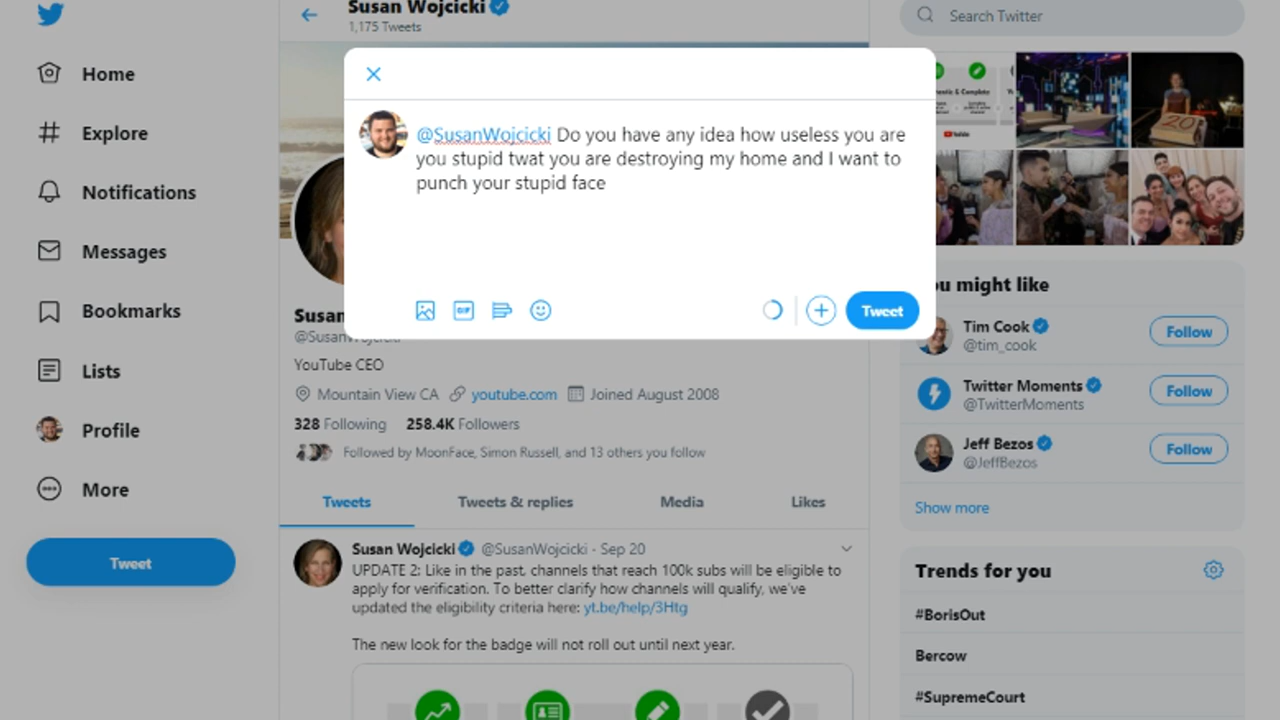 Susan Wojcicki
1,175 Tweets
Search Twitter
Home
Explore
Notifications
Messages
Bookmarks
Lists
Profile
More
Tweet
@SusanWojcicki Do you have any idea how useless you are
you stupid twat you are destroying my home and I want to
punch your stupid face
GIF
Tweet
Susan
YouTube CEO
Mountain View CA youtube.com Joined August 2008
328 Following 258.4K Followers
Followed by MoonFace, Simon Russell, and 13 others you follow
Tweets Tweets & replies Media Likes
Susan Wojcicki @SusanWojcicki · Sep 20
UPDATE 2: Like in the past, channels that reach 100k subs will be eligible to
apply for verification. To better clarify how channels will qualify, we've
updated the eligibility criteria here: yt.be/help/3Htg
The new look for the badge will not roll out until next year.
& Complete
YouTube
20
u might like
Tim Cook
@tim_cook
Follow
Twitter Moments
@TwitterMoments
Follow
Jeff Bezos
@JeffBezos
Follow
Show more
Trends for you
#BorisOut
Bercow
#SupremeCourt